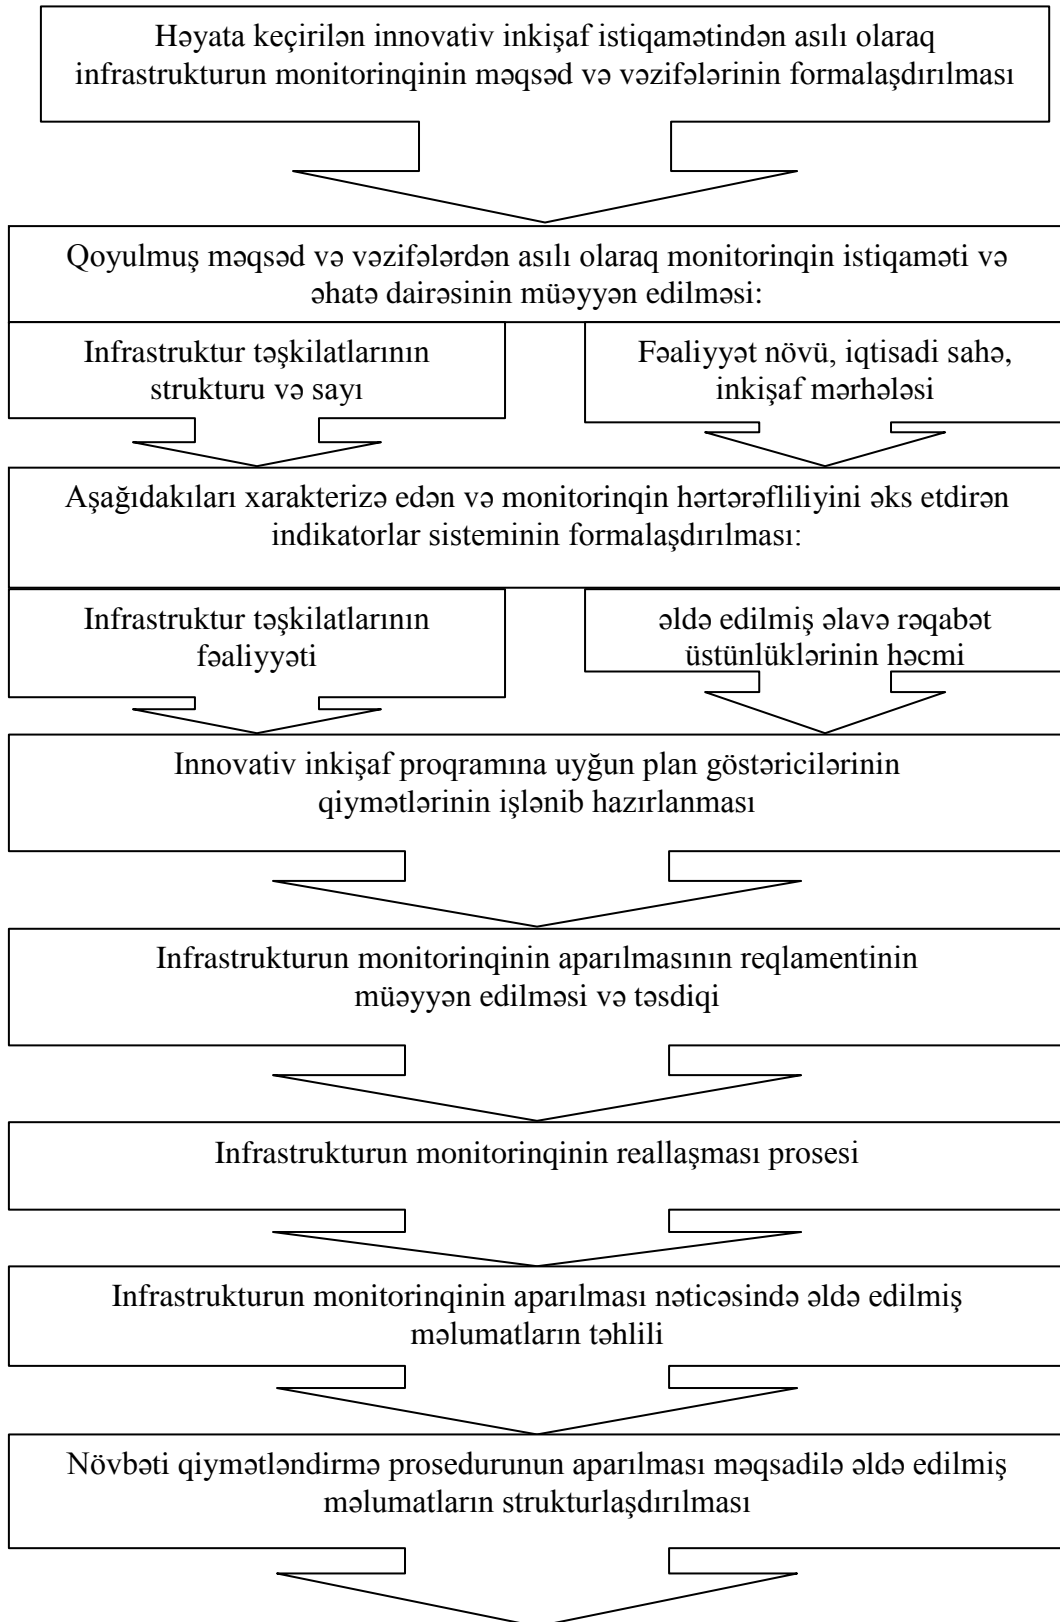 Həyata keçirilən innovativ inkişaf istiqamətindən asılı olaraq
infrastrukturun monitorinqinin məqsəd və vəzifələrinin formalaşdırılması
Qoyulmuş məqsəd və vəzifələrdən asılı olaraq monitorinqin istiqaməti və
əhatə dairəsinin müəyyən edilməsi:
Infrastruktur təşkilatlarının
strukturu və sayı
Fəaliyyət növü, iqtisadi sahə,
inkişaf mərhələsi
Aşağıdakıları xarakterizə edən və monitorinqin hərtərəfliliyini əks etdirən
indikatorlar sisteminin formalaşdırılması:
Infrastruktur təşkilatlarının
fəaliyyəti
əldə edilmiş əlavə rəqabət
üstünlüklərinin həcmi
Innovativ inkişaf proqramına uyğun plan göstəricilərinin
qiymətlərinin işlənib hazırlanması
Infrastrukturun monitorinqinin aparılmasının reqlamentinin
müəyyən edilməsi və təsdiqi
Infrastrukturun monitorinqinin reallaşması prosesi
Infrastrukturun monitorinqinin aparılması nəticəsində əldə edilmiş
məlumatların təhlili
Növbəti qiymətləndirmə prosedurunun aparılması məqsədilə əldə edilmiş
məlumatların strukturlaşdırılması